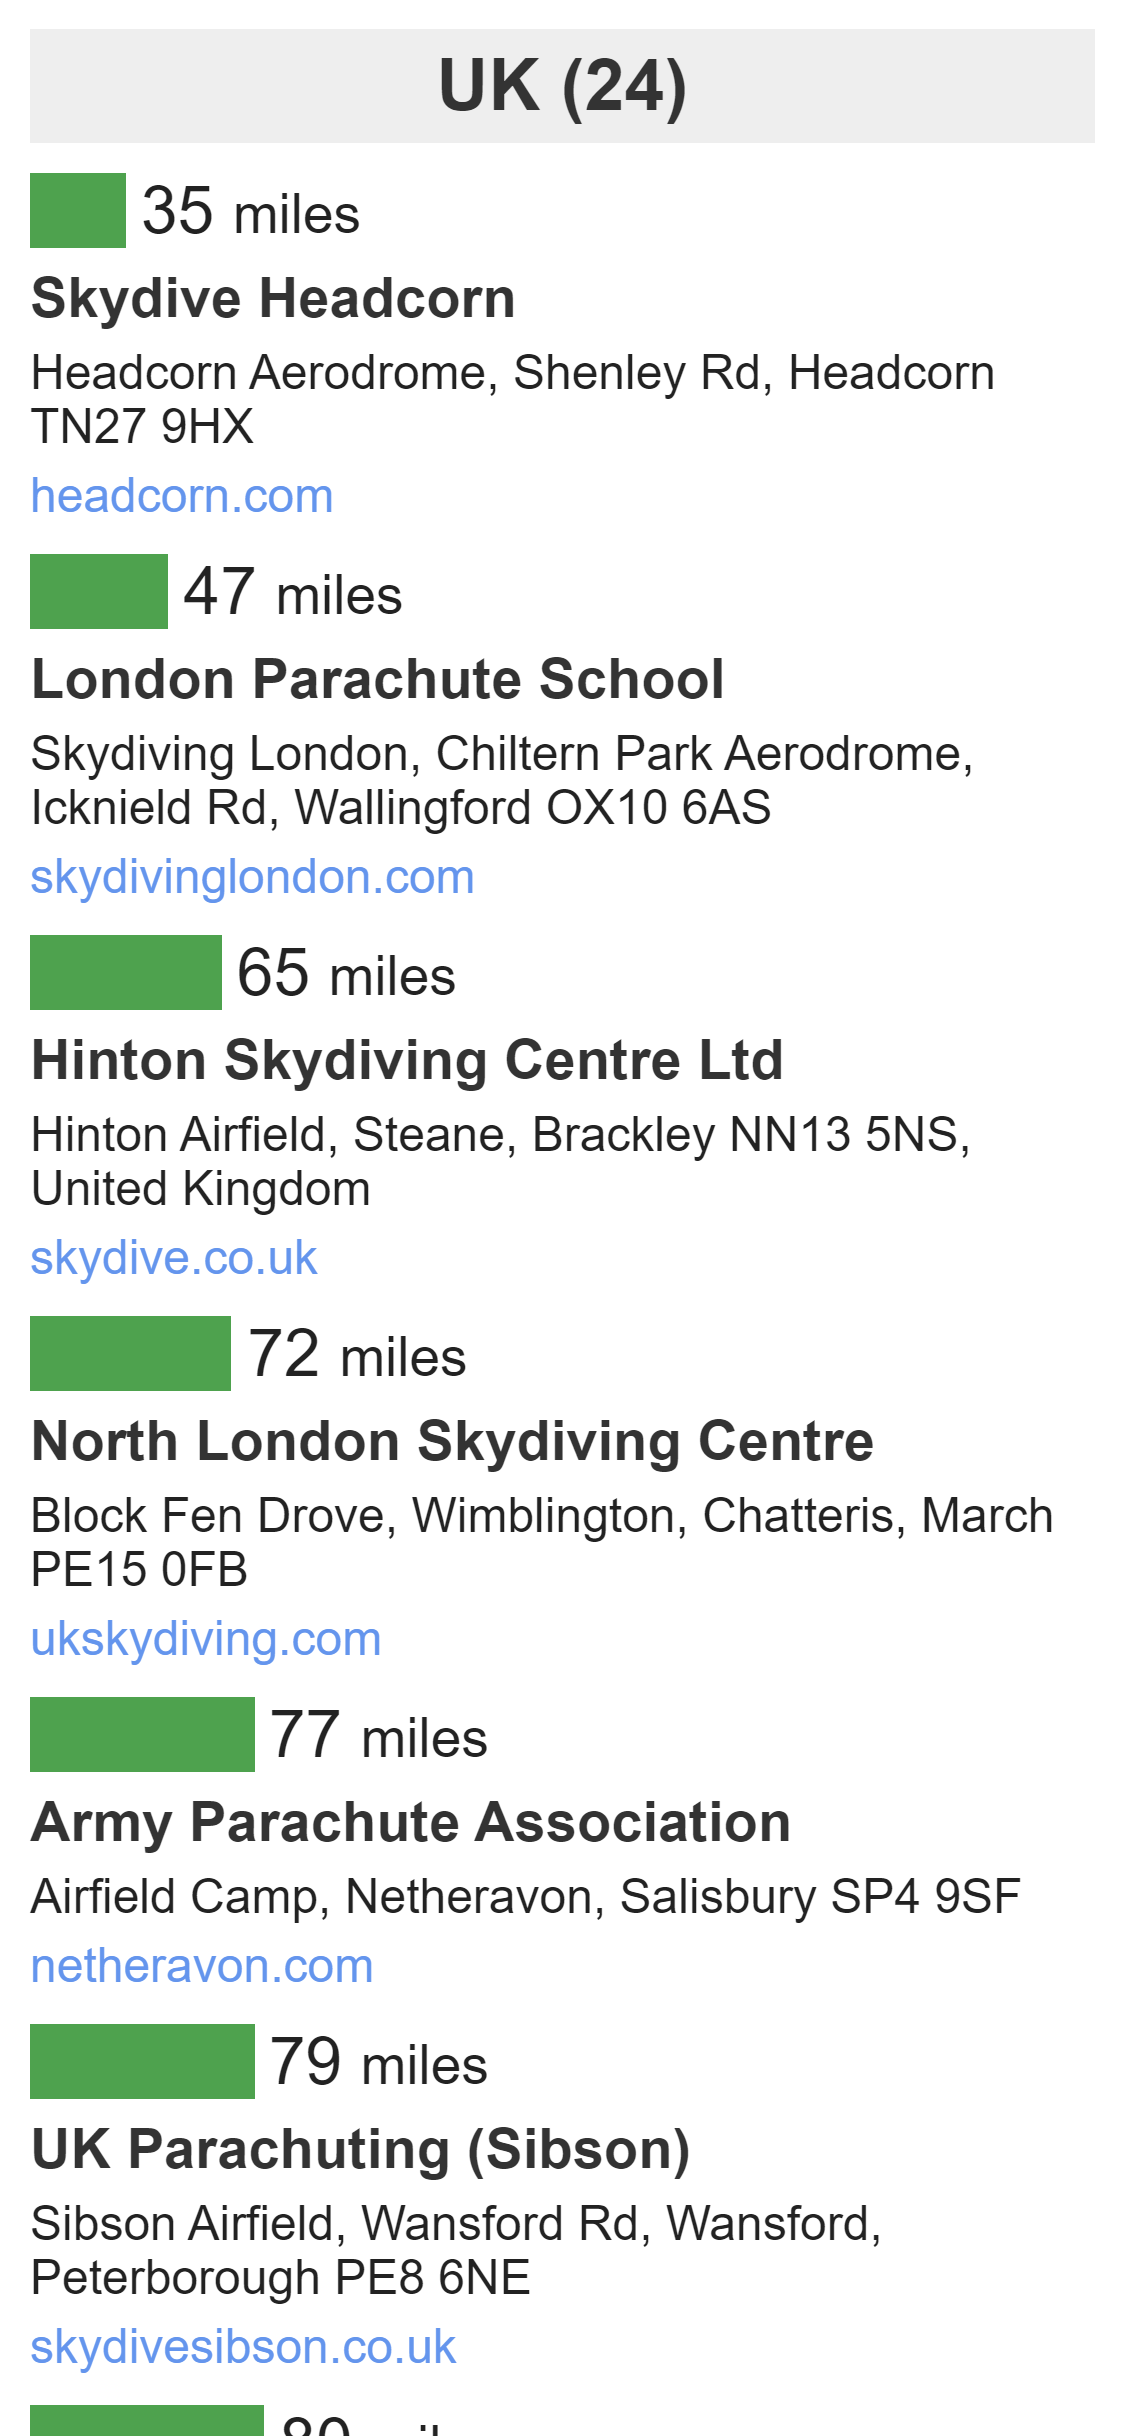 UK (24)
35 miles
Skydive Headcorn
Headcorn Aerodrome, Shenley Rd, Headcorn
TN27 9HX
headcorn.com
47 miles
London Parachute School
Skydiving London, Chiltern Park Aerodrome,
Icknield Rd, Wallingford OX10 6AS
skydivinglondon.com
65 miles
Hinton Skydiving Centre Ltd
Hinton Airfield, Steane, Brackley NN13 5NS,
United Kingdom
skydive.co.uk
72 miles
North London Skydiving Centre
Block Fen Drove, Wimblington, Chatteris, March
PE15 0FB
ukskydiving.com
77 miles
Army Parachute Association
Airfield Camp, Netheravon, Salisbury SP4 9SF
netheravon.com
79 miles
UK Parachuting (Sibson)
Sibson Airfield, Wansford Rd, Wansford,
Peterborough PE8 6NE
skydivesibson.co.uk